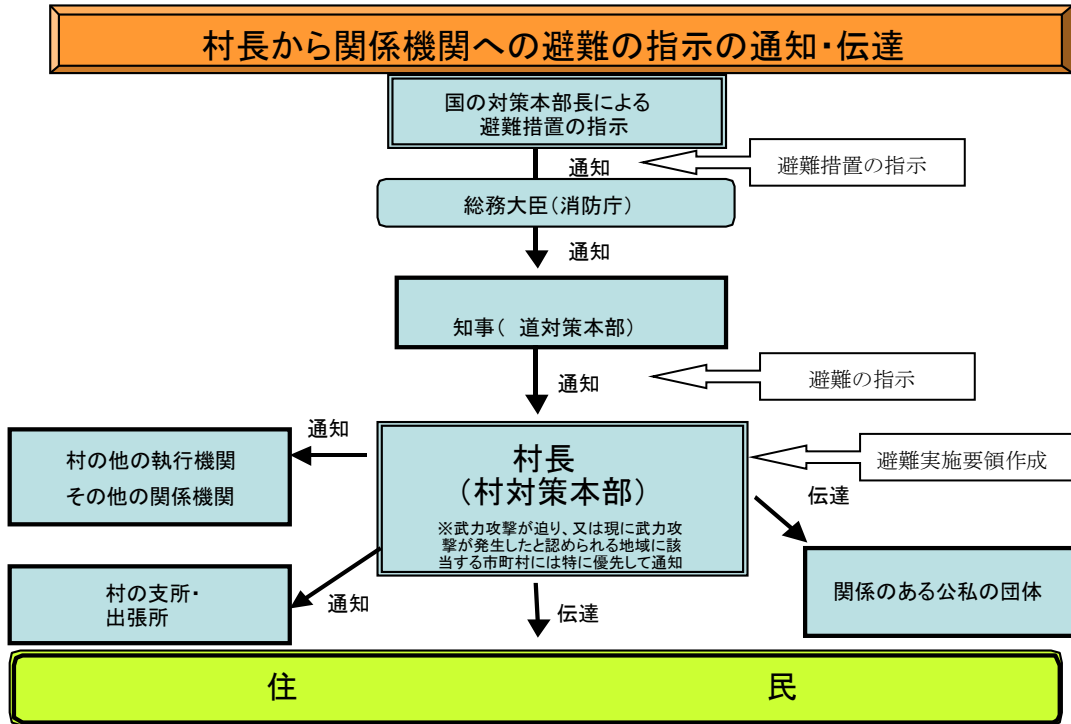 村長から関係機関への避難の指示の通知・伝達
国の対策本部長による
避難措置の指示
通知
避難措置の指示
総務大臣(消防庁)
通知
知事( 道対策本部)
通知
避難の指示
通知
村の他の執行機関
その他の関係機関
村長
(村対策本部)
※武力攻撃が迫り、又は現に武力攻
撃が発生したと認められる地域に該
当する市町村には特に優先して通知
避難実施要領作成
伝達
関係のある公私の団体
村の支所・
出張所
通知
伝達
住 民